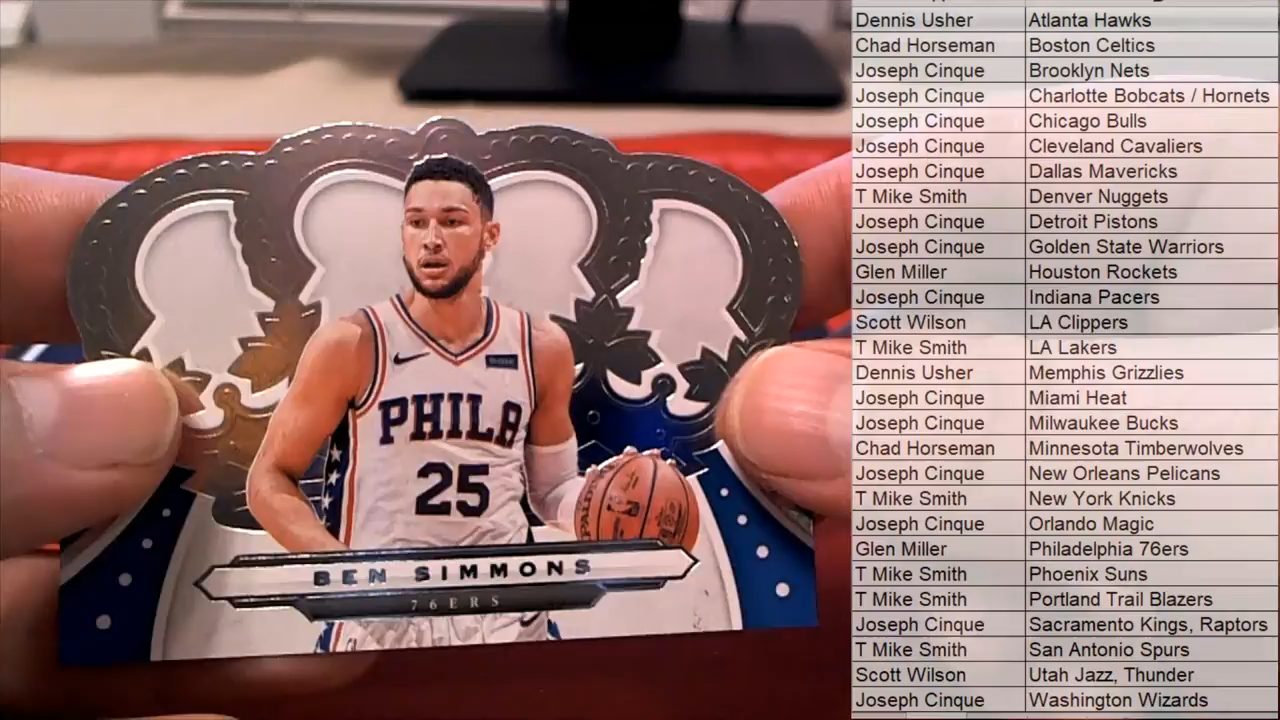 PHILA
25
SPALDING
BEN SIMMONS
76ERS
Dennis Usher Atlanta Hawks
Chad Horseman Boston Celtics
Joseph Cinque Brooklyn Nets
Joseph Cinque Charlotte Bobcats / Hornets
Joseph Cinque Chicago Bulls
Joseph Cinque Cleveland Cavaliers
Joseph Cinque Dallas Mavericks
T Mike Smith Denver Nuggets
Joseph Cinque Detroit Pistons
Joseph Cinque Golden State Warriors
Glen Miller Houston Rockets
Joseph Cinque Indiana Pacers
Scott Wilson LA Clippers
T Mike Smith LA Lakers
Dennis Usher Memphis Grizzlies
Joseph Cinque Miami Heat
Joseph Cinque Milwaukee Bucks
Chad Horseman Minnesota Timberwolves
Joseph Cinque New Orleans Pelicans
T Mike Smith New York Knicks
Joseph Cinque Orlando Magic
Glen Miller Philadelphia 76ers
T Mike Smith Phoenix Suns
T Mike Smith Portland Trail Blazers
Joseph Cinque Sacramento Kings, Raptors
T Mike Smith San Antonio Spurs
Scott Wilson Utah Jazz, Thunder
Joseph Cinque Washington Wizards